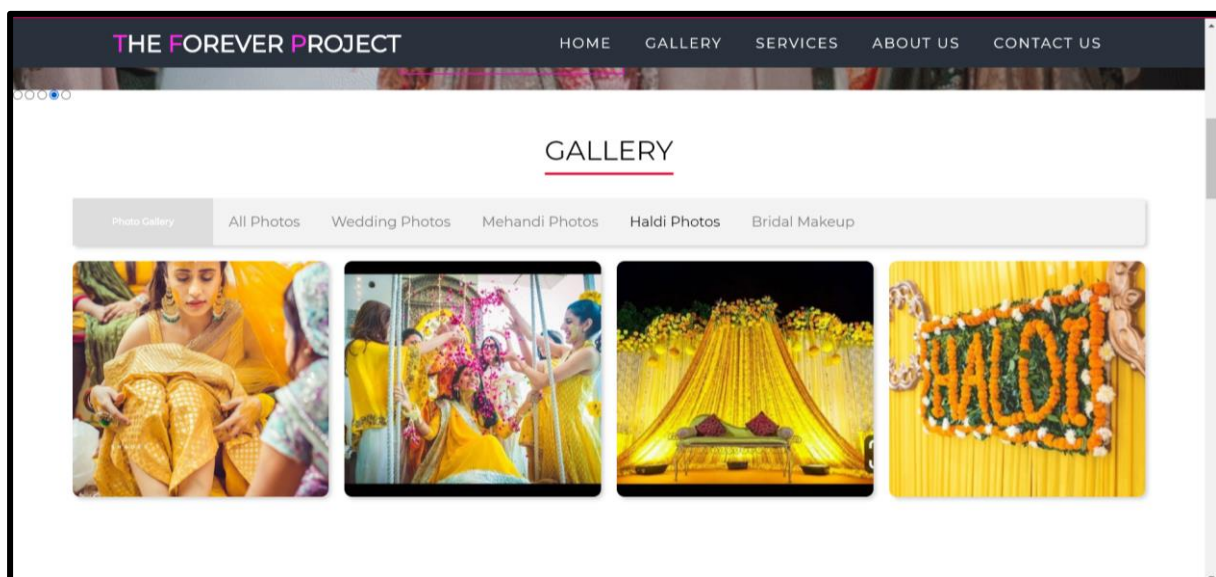 THE FOREVER PROJECT HOME GALLERY SERVICES ABOUT US CONTACT US
GALLERY
Photo Gallery All Photos Wedding Photos Mehandi Photos Haldi Photos Bridal Makeup
HALDI